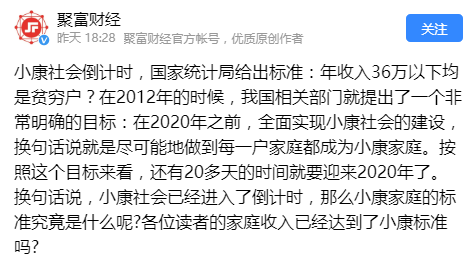 聚富财经
昨天 18:28 聚富财经官方帐号，优质原创作者
关注
小康社会倒计时，国家统计局给出标准：年收入36万以下均
是贫穷户？在2012年的时候，我国相关部门就提出了一个非
常明确的目标：在2020年之前，全面实现小康社会的建设，
换句话说就是尽可能地做到每一户家庭都成为小康家庭。按
照这个目标来看，还有20多天的时间就要迎来2020年了。
换句话说，小康社会已经进入了倒计时，那么小康家庭的标
准究竟是什么呢?各位读者的家庭收入已经达到了小康标准
吗?